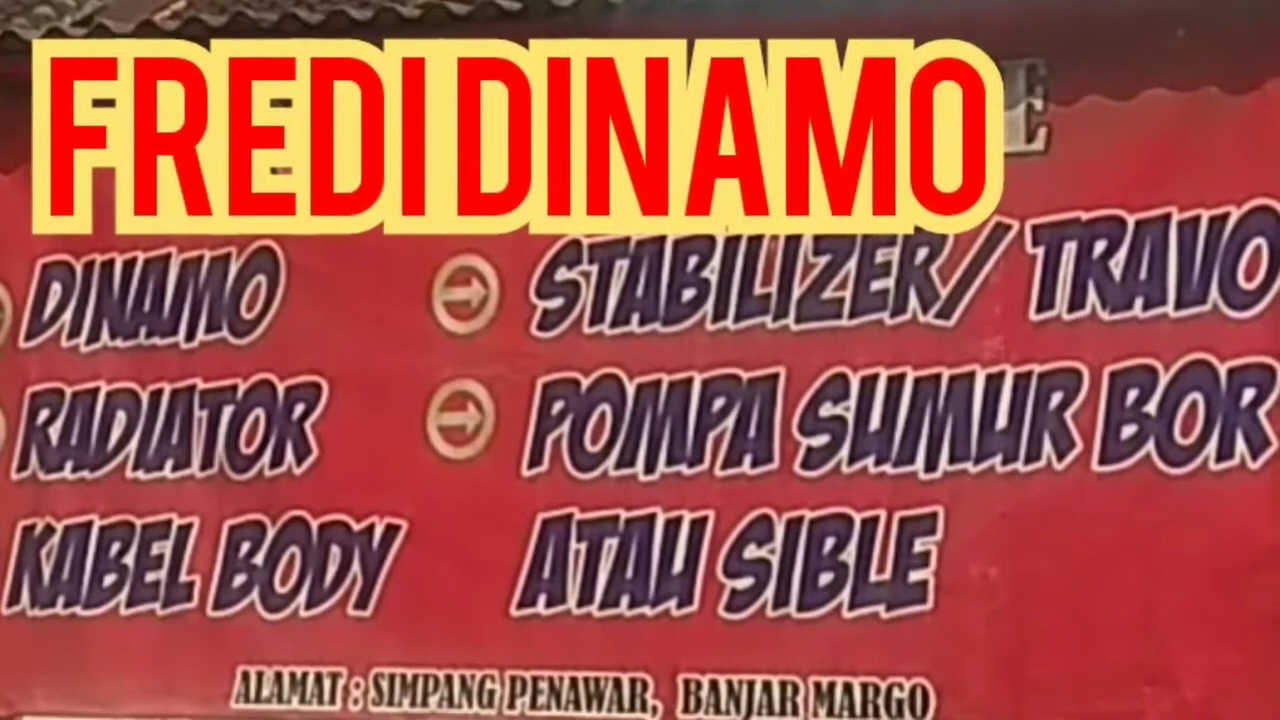 FREDI DINAMO
E
DINAMO
STABILIZER/ TRAVO
RADIATOR
POMPA SUMUR BOR
KABEL BODY
ATAU SIBLE
ALAMAT : SIMPANG PENAWAR, BANJAR MARGO